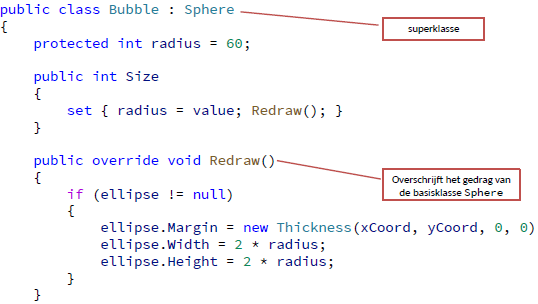 public class Bubble : Sphere
superklasse
{
    protected int radius = 60;

    public int Size
    {
        set { radius = value; Redraw(); }
    }

    public override void Redraw()
Overschrijft het gedrag van
de basisklasse Sphere
    {
        if (ellipse != null)
        {
            ellipse.Margin = new Thickness(xCoord, yCoord, 0, 0)
            ellipse.Width = 2 * radius;
            ellipse.Height = 2 * radius;
        }
    }